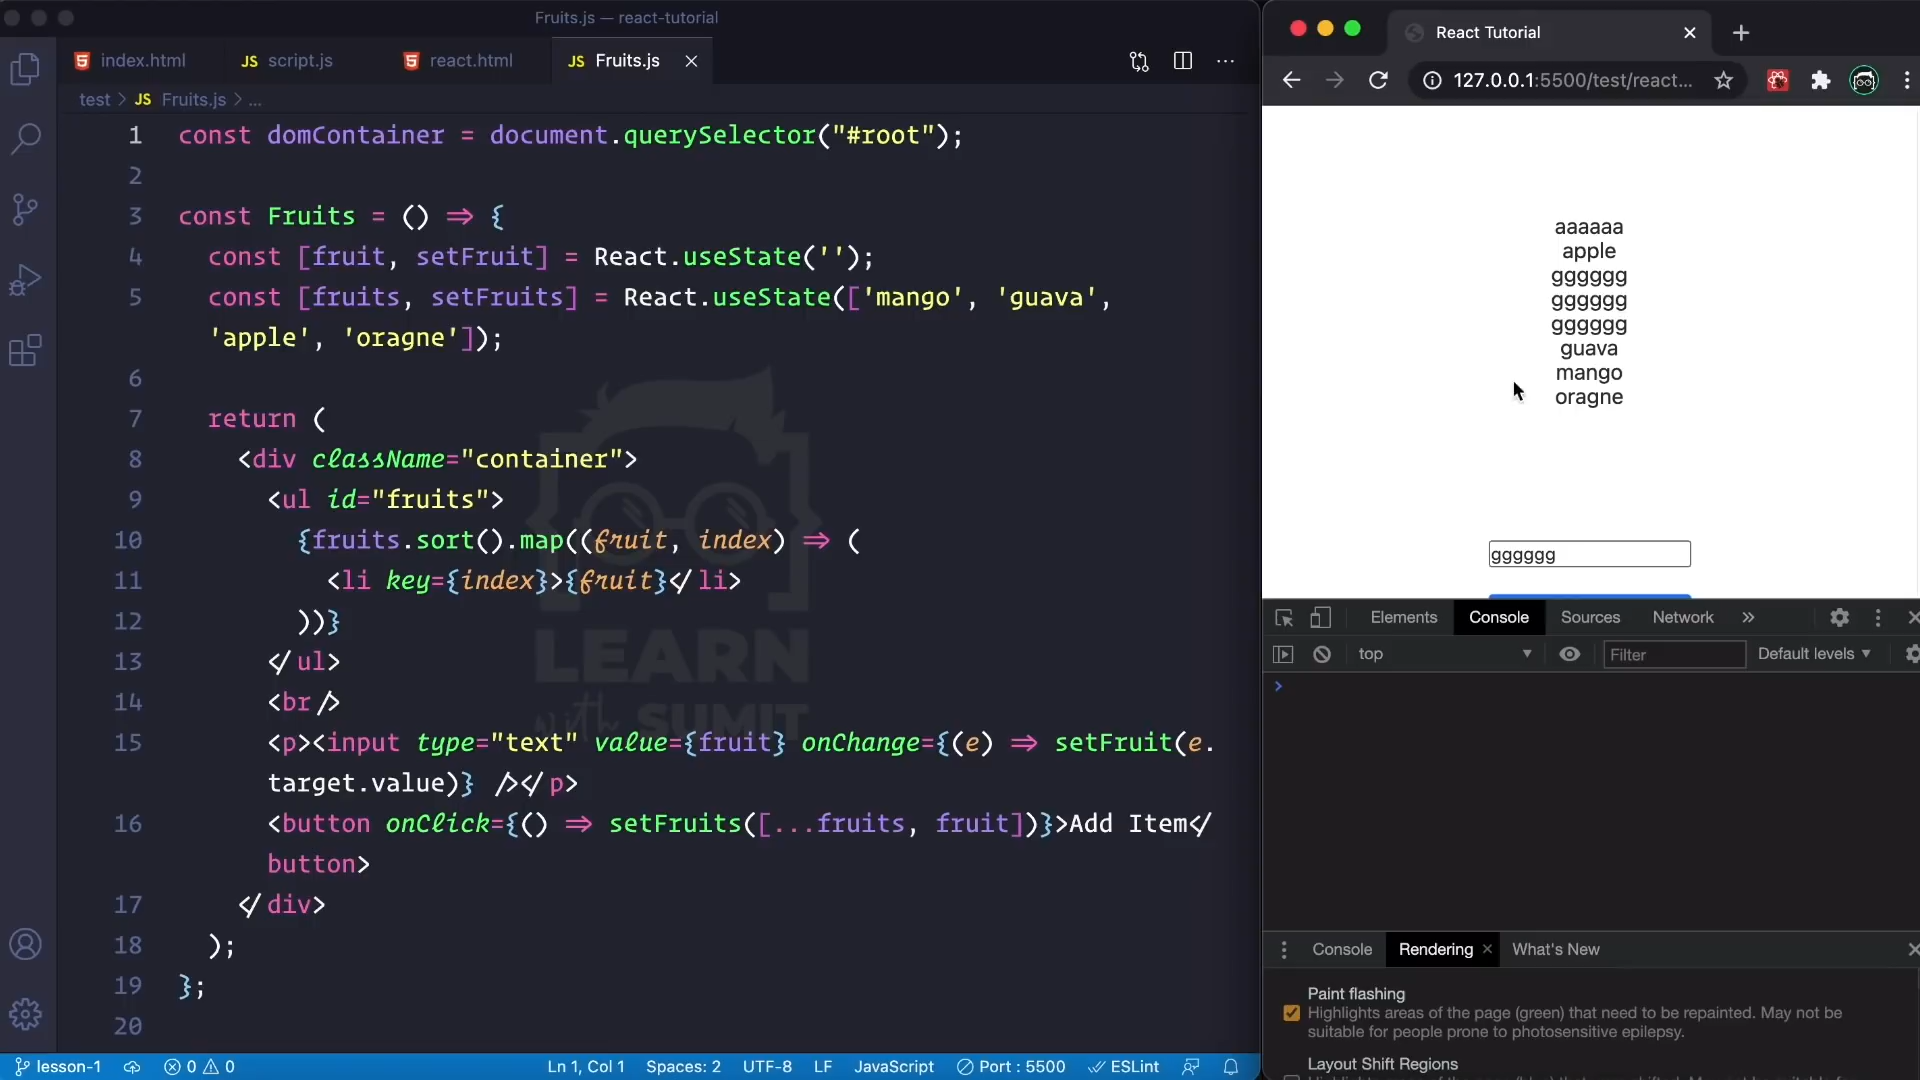 Fruits.js — react-tutorial
index.html
JS script.js
react.html
JS Fruits.js
test > JS Fruits.js > ...
1 const domContainer = document.querySelector("#root");
2
3 const Fruits = () => {
4 const [fruit, setFruit] = React.useState('');
5 const [fruits, setFruits] = React.useState(['mango', 'guava',
'apple', 'oragne']);
6
7 return (
8 <div className="container">
9 <ul id="fruits">
10 {fruits.sort().map((fruit, index) => (
11 <li key={index}>{fruit}</li>
12 ))}
13 </ul>
14 <br/>
15 <p><input type="text" value={fruit} onChange={(e) => setFruit(e.
target.value)} /></p>
16 <button onClick={() => setFruits([...fruits, fruit])}>Add Item</
button>
17 </div>
18 );
19 };
20
LEARN
with SUMIT
lesson-1
0 0
Ln 1, Col 1
Spaces: 2
UTF-8
LF
JavaScript
Port : 5500
ESLint
React Tutorial
127.0.0.1:5500/test/react...
aaaaaa
apple
gggggg
gggggg
gggggg
guava
mango
oragne
gggggg
Elements
Console
Sources
Network
top
Filter
Default levels
Console
Rendering
What's New
Paint flashing
Highlights areas of the page (green) that need to be repainted. May not be
suitable for people prone to photosensitive epilepsy.
Layout Shift Regions